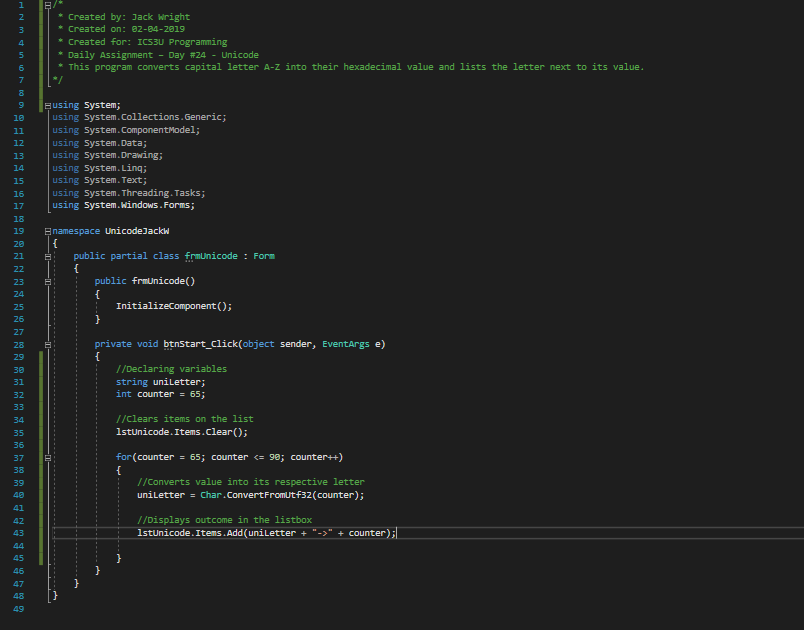 1 /*
2  * Created by: Jack Wright
3  * Created on: 02-04-2019
4  * Created for: ICS3U Programming
5  * Daily Assignment – Day #24 - Unicode
6  * This program converts capital letter A-Z into their hexadecimal value and lists the letter next to its value.
7 */
8
9 using System;
10 using System.Collections.Generic;
11 using System.ComponentModel;
12 using System.Data;
13 using System.Drawing;
14 using System.Linq;
15 using System.Text;
16 using System.Threading.Tasks;
17 using System.Windows.Forms;
18
19 namespace UnicodeJackW
20 {
21     public partial class frmUnicode : Form
22     {
23         public frmUnicode()
24         {
25             InitializeComponent();
26         }
27
28         private void btnStart_Click(object sender, EventArgs e)
29         {
30             //Declaring variables
31             string uniLetter;
32             int counter = 65;
33
34             //Clears items on the list
35             lstUnicode.Items.Clear();
36
37             for(counter = 65; counter <= 90; counter++)
38             {
39                 //Converts value into its respective letter
40                 uniLetter = Char.ConvertFromUtf32(counter);
41
42                 //Displays outcome in the listbox
43                 lstUnicode.Items.Add(uniLetter + "->" + counter);
44
45             }
46         }
47     }
48 }
49